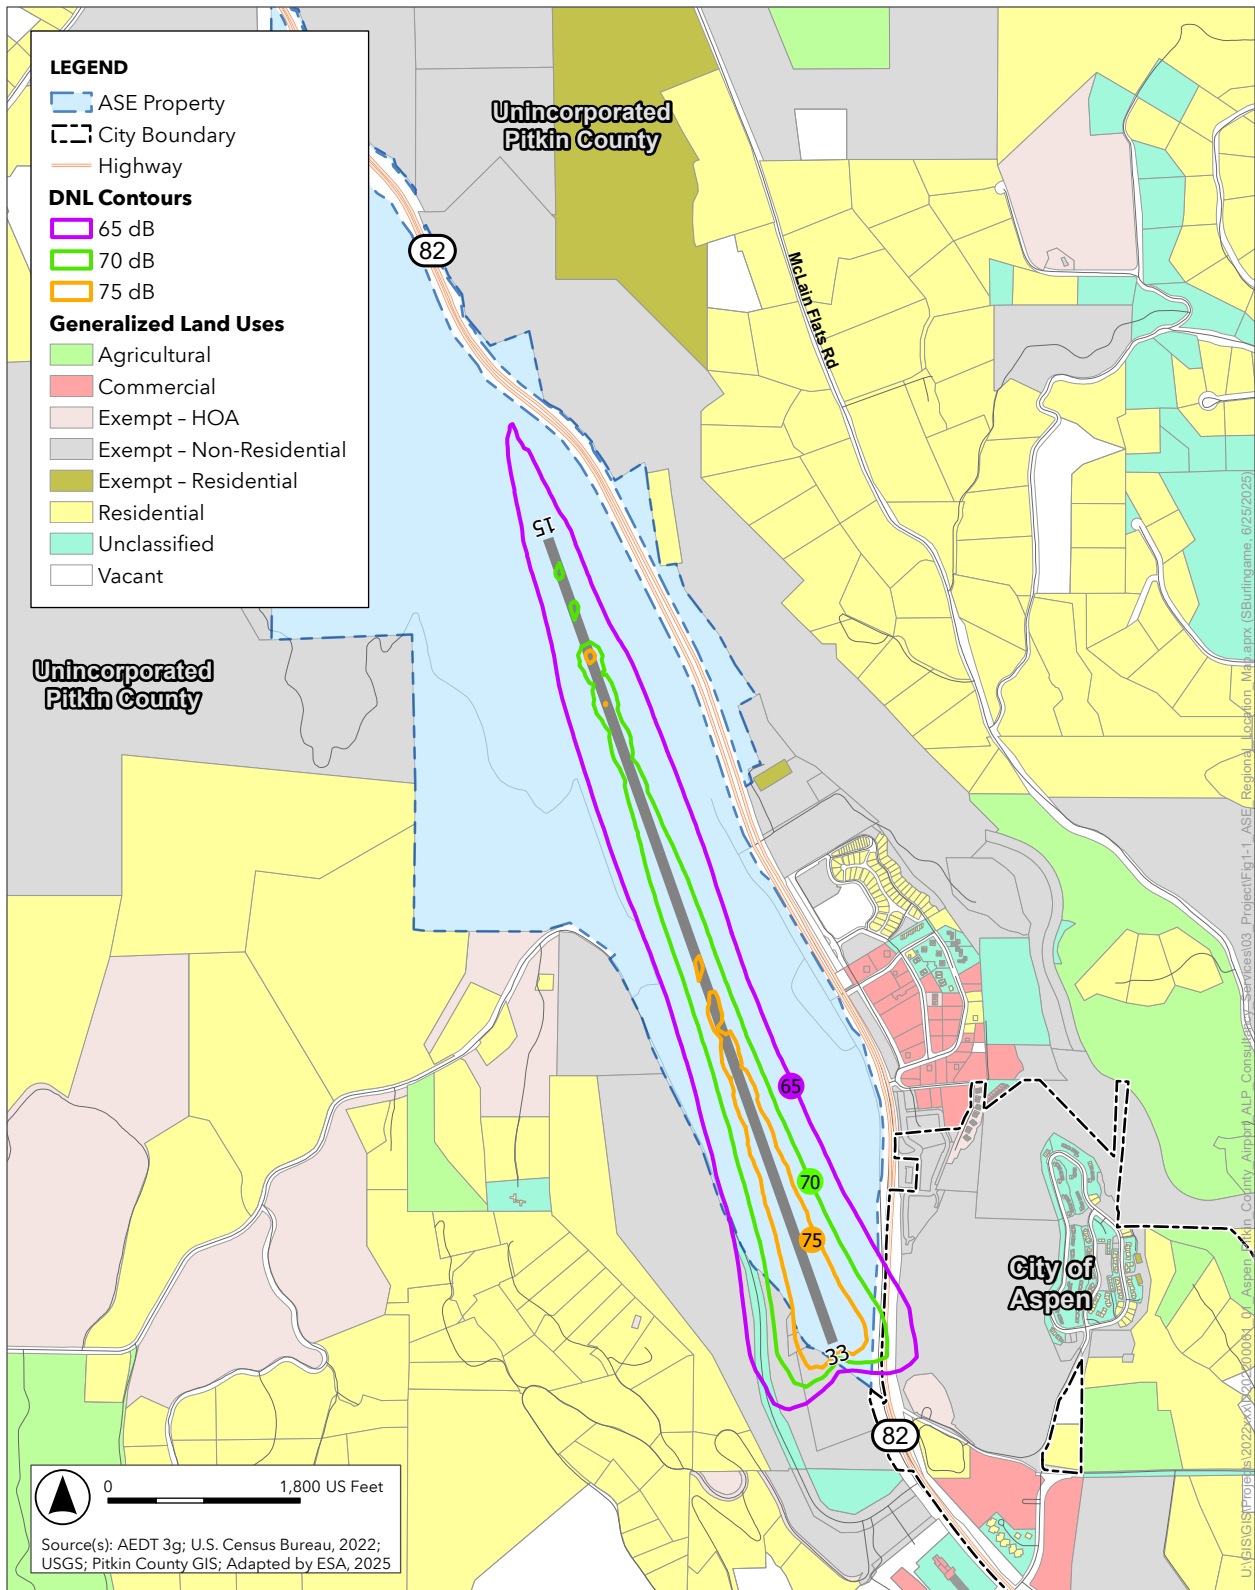 LEGEND
ASE Property
City Boundary
Highway
DNL Contours
65 dB
70 dB
75 dB
Generalized Land Uses
Agricultural
Commercial
Exempt – HOA
Exempt – Non-Residential
Exempt – Residential
Residential
Unclassified
Vacant
Unincorporated
Pitkin County
82
McLain Flats Rd
15
Unincorporated
Pitkin County
65
70
75
City of
Aspen
33
82
0 1,800 US Feet
Source(s): AEDT 3g; U.S. Census Bureau, 2022;
USGS; Pitkin County GIS; Adapted by ESA, 2025